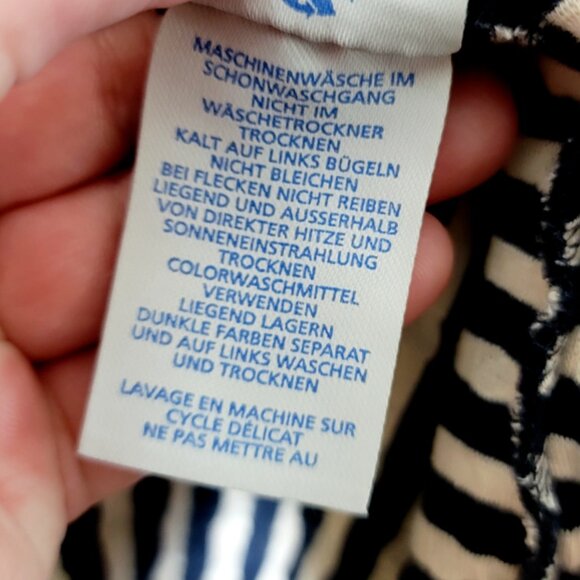 MASCHINENWÄSCHE IM
SCHONWASCHGANG
NICHT IM
WÄSCHETROCKNER
TROCKNEN
KALT AUF LINKS BÜGELN
NICHT BLEICHEN
BEI FLECKEN NICHT REIBEN
LIEGEND UND AUSSERHALB
VON DIREKTER HITZE UND
SONNENEINSTRAHLUNG
TROCKNEN
COLORWASCHMITTEL
VERWENDEN
LIEGEND LAGERN
DUNKLE FARBEN SEPARAT
UND AUF LINKS WASCHEN
UND TROCKNEN
LAVAGE EN MACHINE SUR
CYCLE DÉLICAT
NE PAS METTRE AU